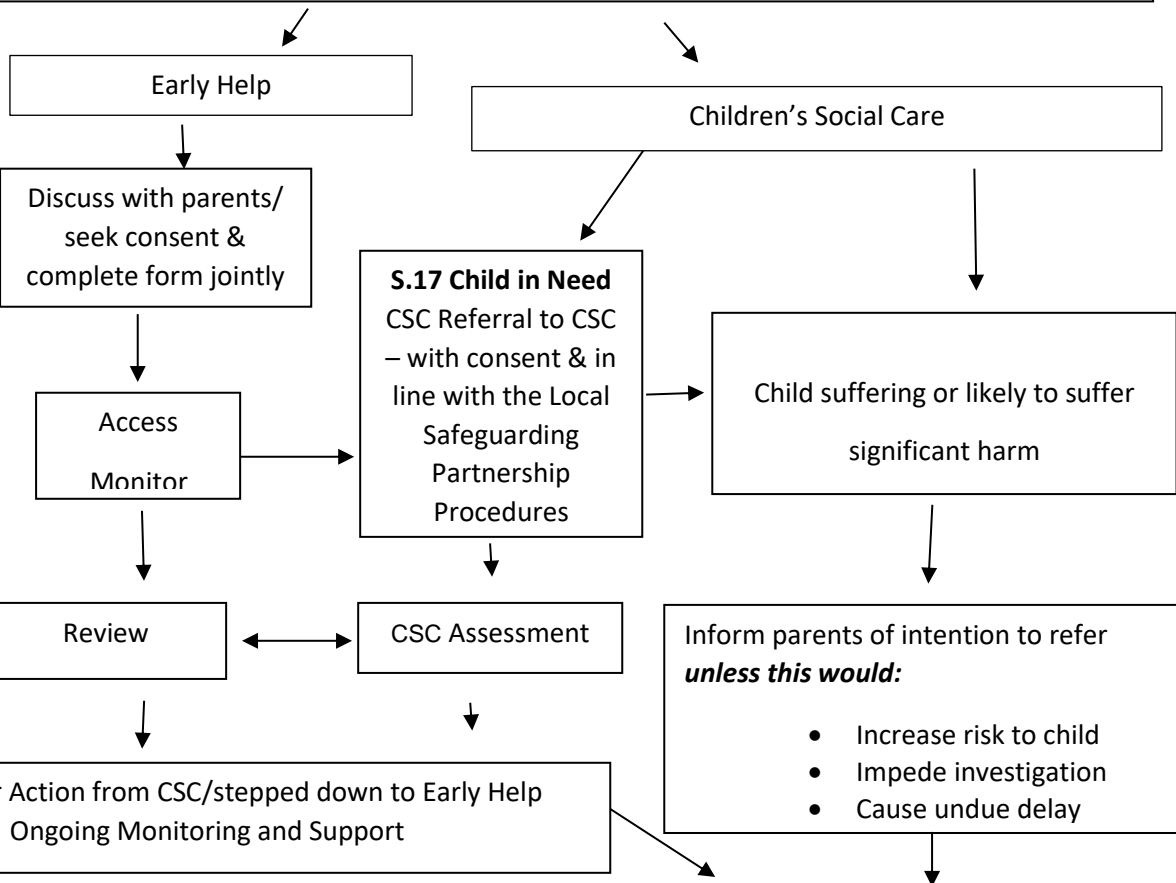 Early Help
Children's Social Care
Discuss with parents/
seek consent &
complete form jointly
S.17 Child in Need
CSC Referral to CSC
– with consent & in
line with the Local
Safeguarding
Partnership
Procedures
Child suffering or likely to suffer
significant harm
Access
Monitor
Review
CSC Assessment
Inform parents of intention to refer
unless this would:
• Increase risk to child
• Impede investigation
• Cause undue delay
Action from CSC/stepped down to Early Help
Ongoing Monitoring and Support